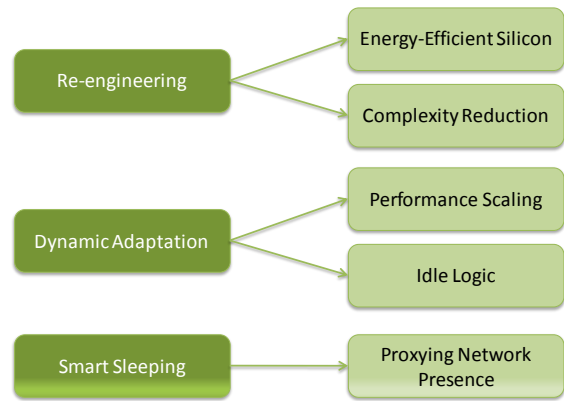 Energy-Efficient Silicon
Re-engineering
Complexity Reduction
Performance Scaling
Dynamic Adaptation
Idle Logic
Smart Sleeping
Proxying Network
Presence